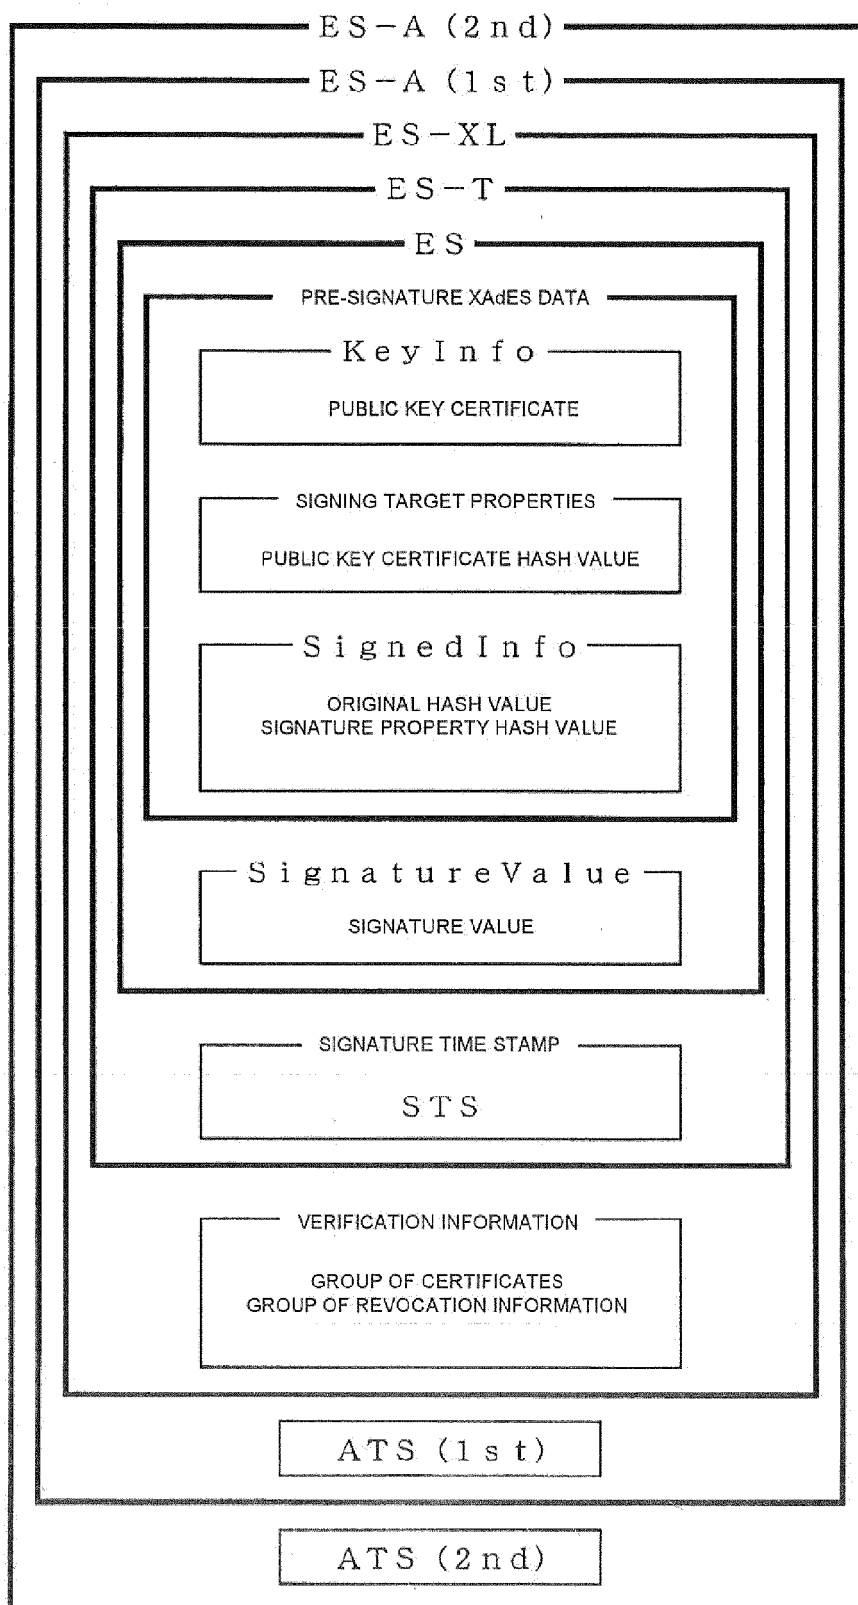 ES-A (2nd)
ES-A (1st)
ES-XL
ES-T
ES
PRE-SIGNATURE XAdES DATA
KeyInfo
PUBLIC KEY CERTIFICATE
SIGNING TARGET PROPERTIES
PUBLIC KEY CERTIFICATE HASH VALUE
SignedInfo
ORIGINAL HASH VALUE
SIGNATURE PROPERTY HASH VALUE
SignatureValue
SIGNATURE VALUE
SIGNATURE TIME STAMP
STS
VERIFICATION INFORMATION
GROUP OF CERTIFICATES
GROUP OF REVOCATION INFORMATION
ATS (1st)
ATS (2nd)